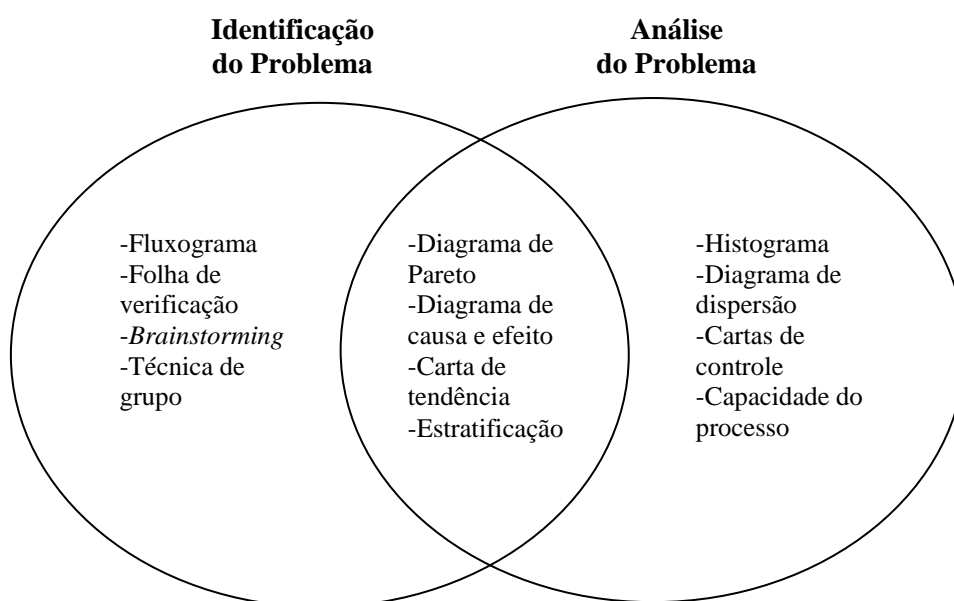 Identificação
do Problema
Análise
do Problema
-Fluxograma
-Folha de
verificação
-Brainstorming
-Técnica de
grupo
-Diagrama de
Pareto
-Diagrama de
causa e efeito
-Carta de
tendência
-Estratificação
-Histograma
-Diagrama de
dispersão
-Cartas de
controle
-Capacidade do
processo